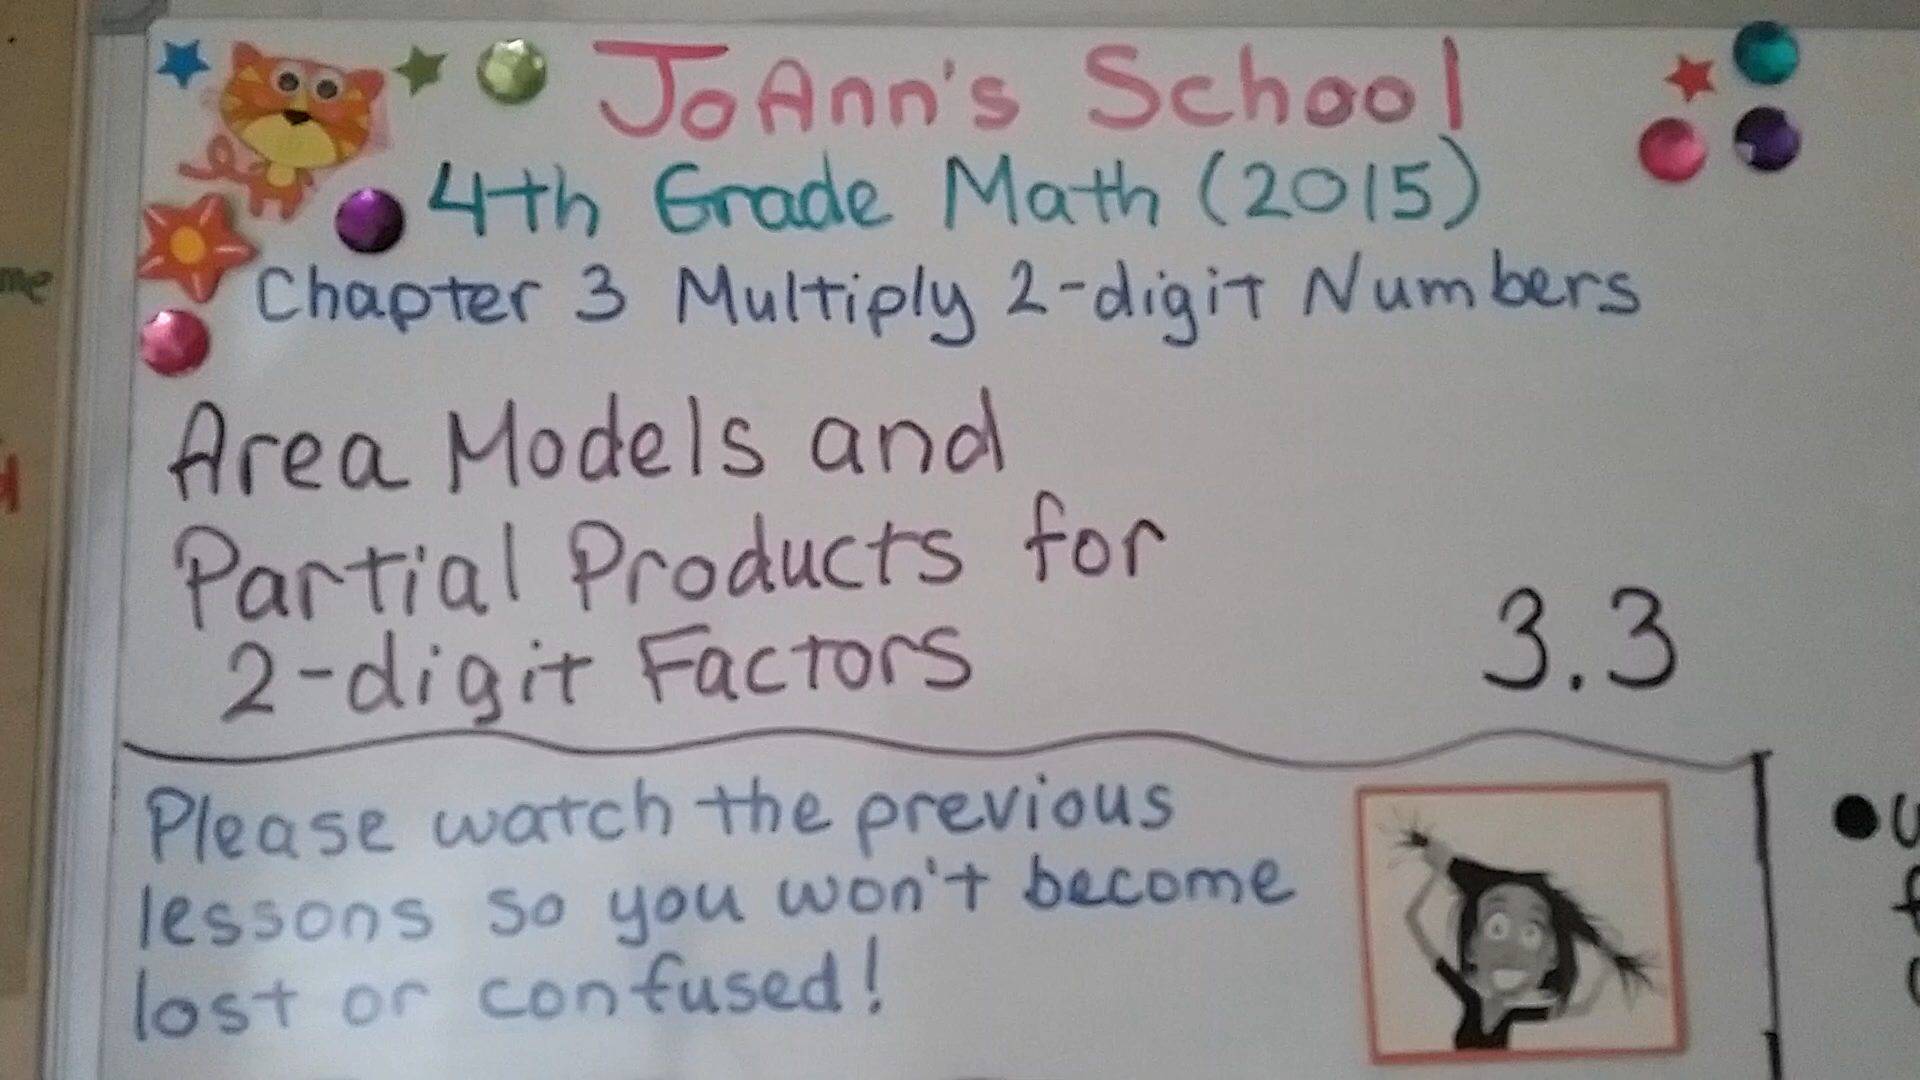 JoAnn's School
4th Grade Math (2015)
Chapter 3 Multiply 2-digit Numbers
Area Models and
Partial Products for
2-digit Factors
3.3
Please watch the previous
lessons so you won't become
lost or confused!
me